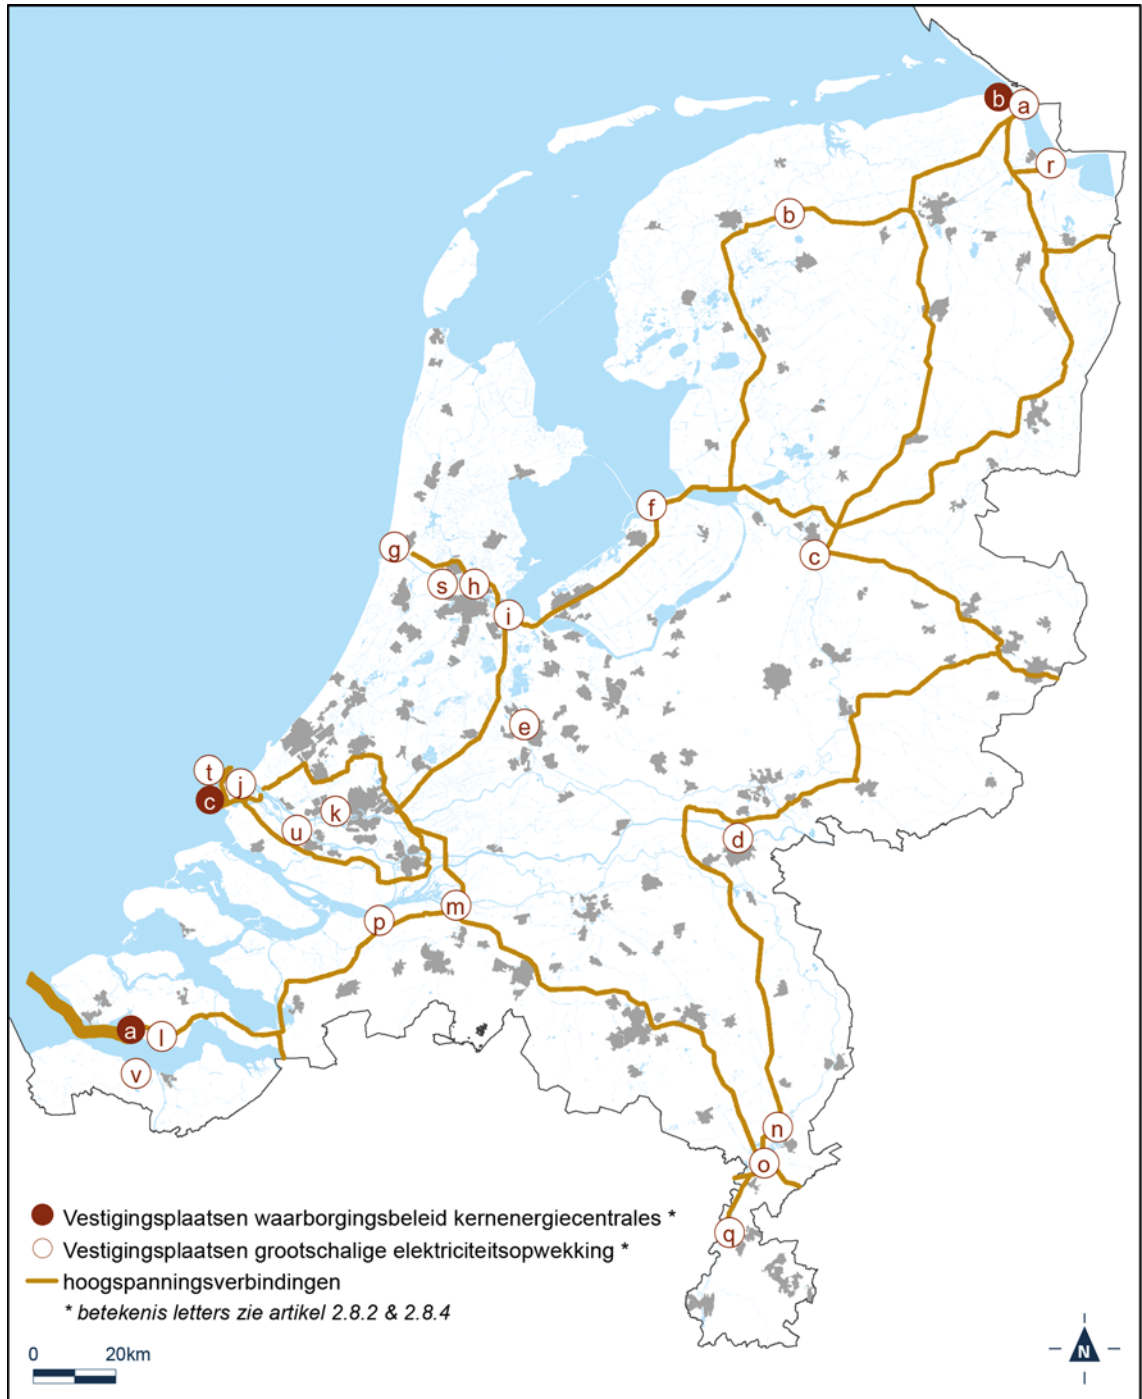 b a
r
b
f
g
c
s h
i
e
t
j
c
k
u
d
m
p
a l
v
n
o
q
Vestigingsplaatsen waarborgingsbeleid kernenergiecentrales *
Vestigingsplaatsen grootschalige elektriciteitsopwekking *
hoogspanningsverbindingen
* betekenis letters zie artikel 2.8.2 & 2.8.4
0 20km
N